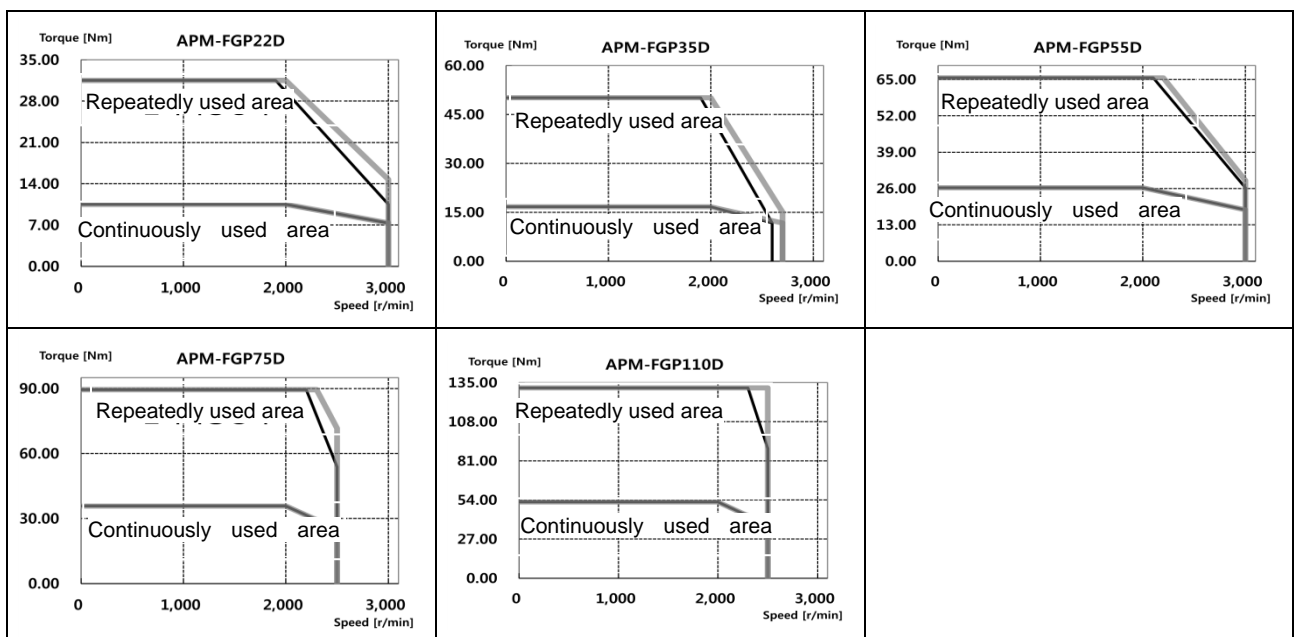 Torque [Nm] APM-FGP22D
35.00
28.00
Repeatedly used area
21.00
14.00
7.00
Continuously used area
0.00
0 1,000 2,000 3,000
Speed [r/min]
Torque [Nm] APM-FGP35D
60.00
45.00
Repeatedly used area
30.00
15.00
Continuously used area
0.00
0 1,000 2,000 3,000
Speed [r/min]
Torque [Nm] APM-FGP55D
65.00
Repeatedly used area
52.00
39.00
26.00
Continuously used area
13.00
0.00
0 1,000 2,000 3,000
Speed [r/min]
Torque [Nm] APM-FGP75D
90.00
Repeatedly used area
60.00
30.00
Continuously used area
0.00
0 1,000 2,000 3,000
Speed [r/min]
Torque [Nm] APM-FGP110D
135.00
Repeatedly used area
108.00
81.00
54.00
Continuously used area
27.00
0.00
0 1,000 2,000 3,000
Speed [r/min]